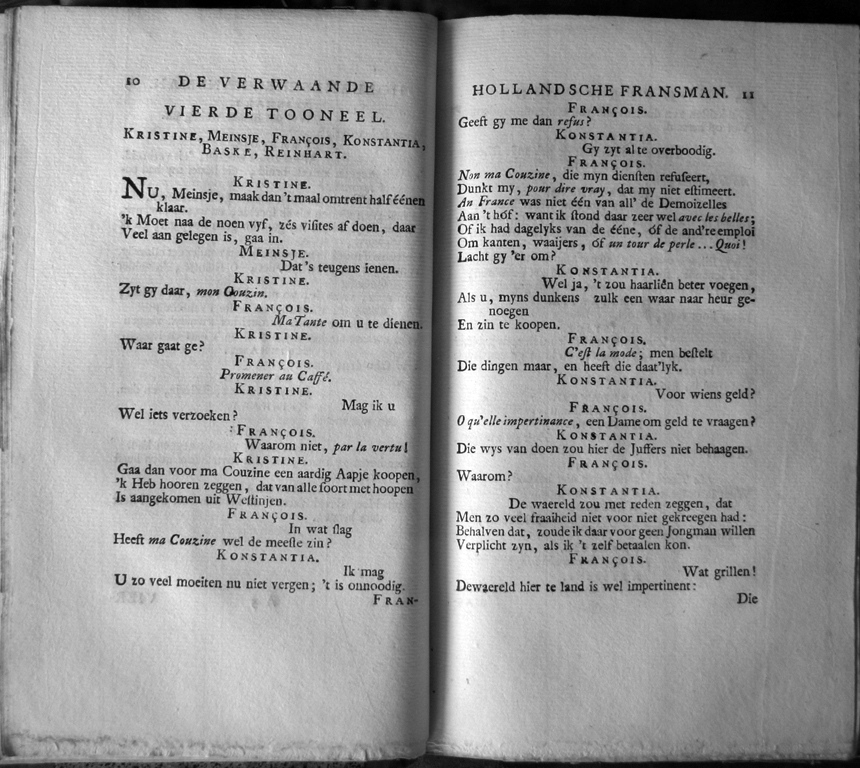 10 DE VERWAANDE
VIERDE TOONEEL.
KRISTINE, MEINSJE, FRANÇOIS, KONSTANTIA,
BASKE, REINHART.
KRISTINE.
NU, Meinsje, maak dan 't maal omtrent half éénen
klaar.
'k Moet naa de noen vyf, zés visites af doen, daar
Veel aan gelegen is, gaa in.
MEINSJE.
Dat's teugens ienen.
KRISTINE.
Zyt gy daar, mon Couzin.
FRANÇOIS.
Ma Tante om u te dienen.
KRISTINE.
Waar gaat ge?
FRANÇOIS.
Promener au Caffé.
KRISTINE.
Mag ik u
Wel iets verzoeken?
FRANÇOIS.
Waarom niet, par la vertu!
KRISTINE.
Gaa dan voor ma Couzine een aardig Aapje koopen,
'k Heb hooren zeggen, dat van alle soort met hoopen
Is aangekomen uit Westinjen.
FRANÇOIS.
In wat slag
Heeft ma Couzine wel de meeste zin?
KONSTANTIA.
Ik mag
U zo veel moeiten nu niet vergen; 't is onnoodig.
FRAN-
HOLLANDSCHE FRANSMAN. 11
FRANÇOIS.
Geeft gy me dan refus?
KONSTANTIA.
Gy zyt al te overboodig.
FRANÇOIS.
Non ma Couzine, die myn diensten refuseert,
Dunkt my, pour dire vray, dat my niet estimeert.
An France was niet één van all' de Demoizelles
Aan 't hóf: want ik stond daar zeer wel avec les belles;
Of ik had dagelyks van de ééne, óf de and're emploi
Om kanten, waaijers, óf un tour de perle ... Quoi!
Lacht gy 'er om?
KONSTANTIA.
Wel ja, 't zou haarliên beter voegen,
Als u, myns dunkens zulk een waar naar heur ge-
noegen
En zin te koopen.
FRANÇOIS.
C'est la mode; men bestelt
Die dingen maar, en heeft die daat'lyk.
KONSTANTIA.
Voor wiens geld?
FRANÇOIS.
O qu'elle impertinance, een Dame om geld te vraagen?
KONSTANTIA.
Die wys van doen zou hier de Juffers niet behaagen.
FRANÇOIS.
Waarom?
KONSTANTIA.
De waereld zou met reden zeggen, dat
Men zo veel fraaiheid niet voor niet gekreegen had:
Behalven dat, zoude ik daar voor geen Jongman willen
Verplicht zyn, als ik 't zelf betaalen kon.
FRANÇOIS.
Wat grillen!
De waereld hier te land is wel impertinent:
Die